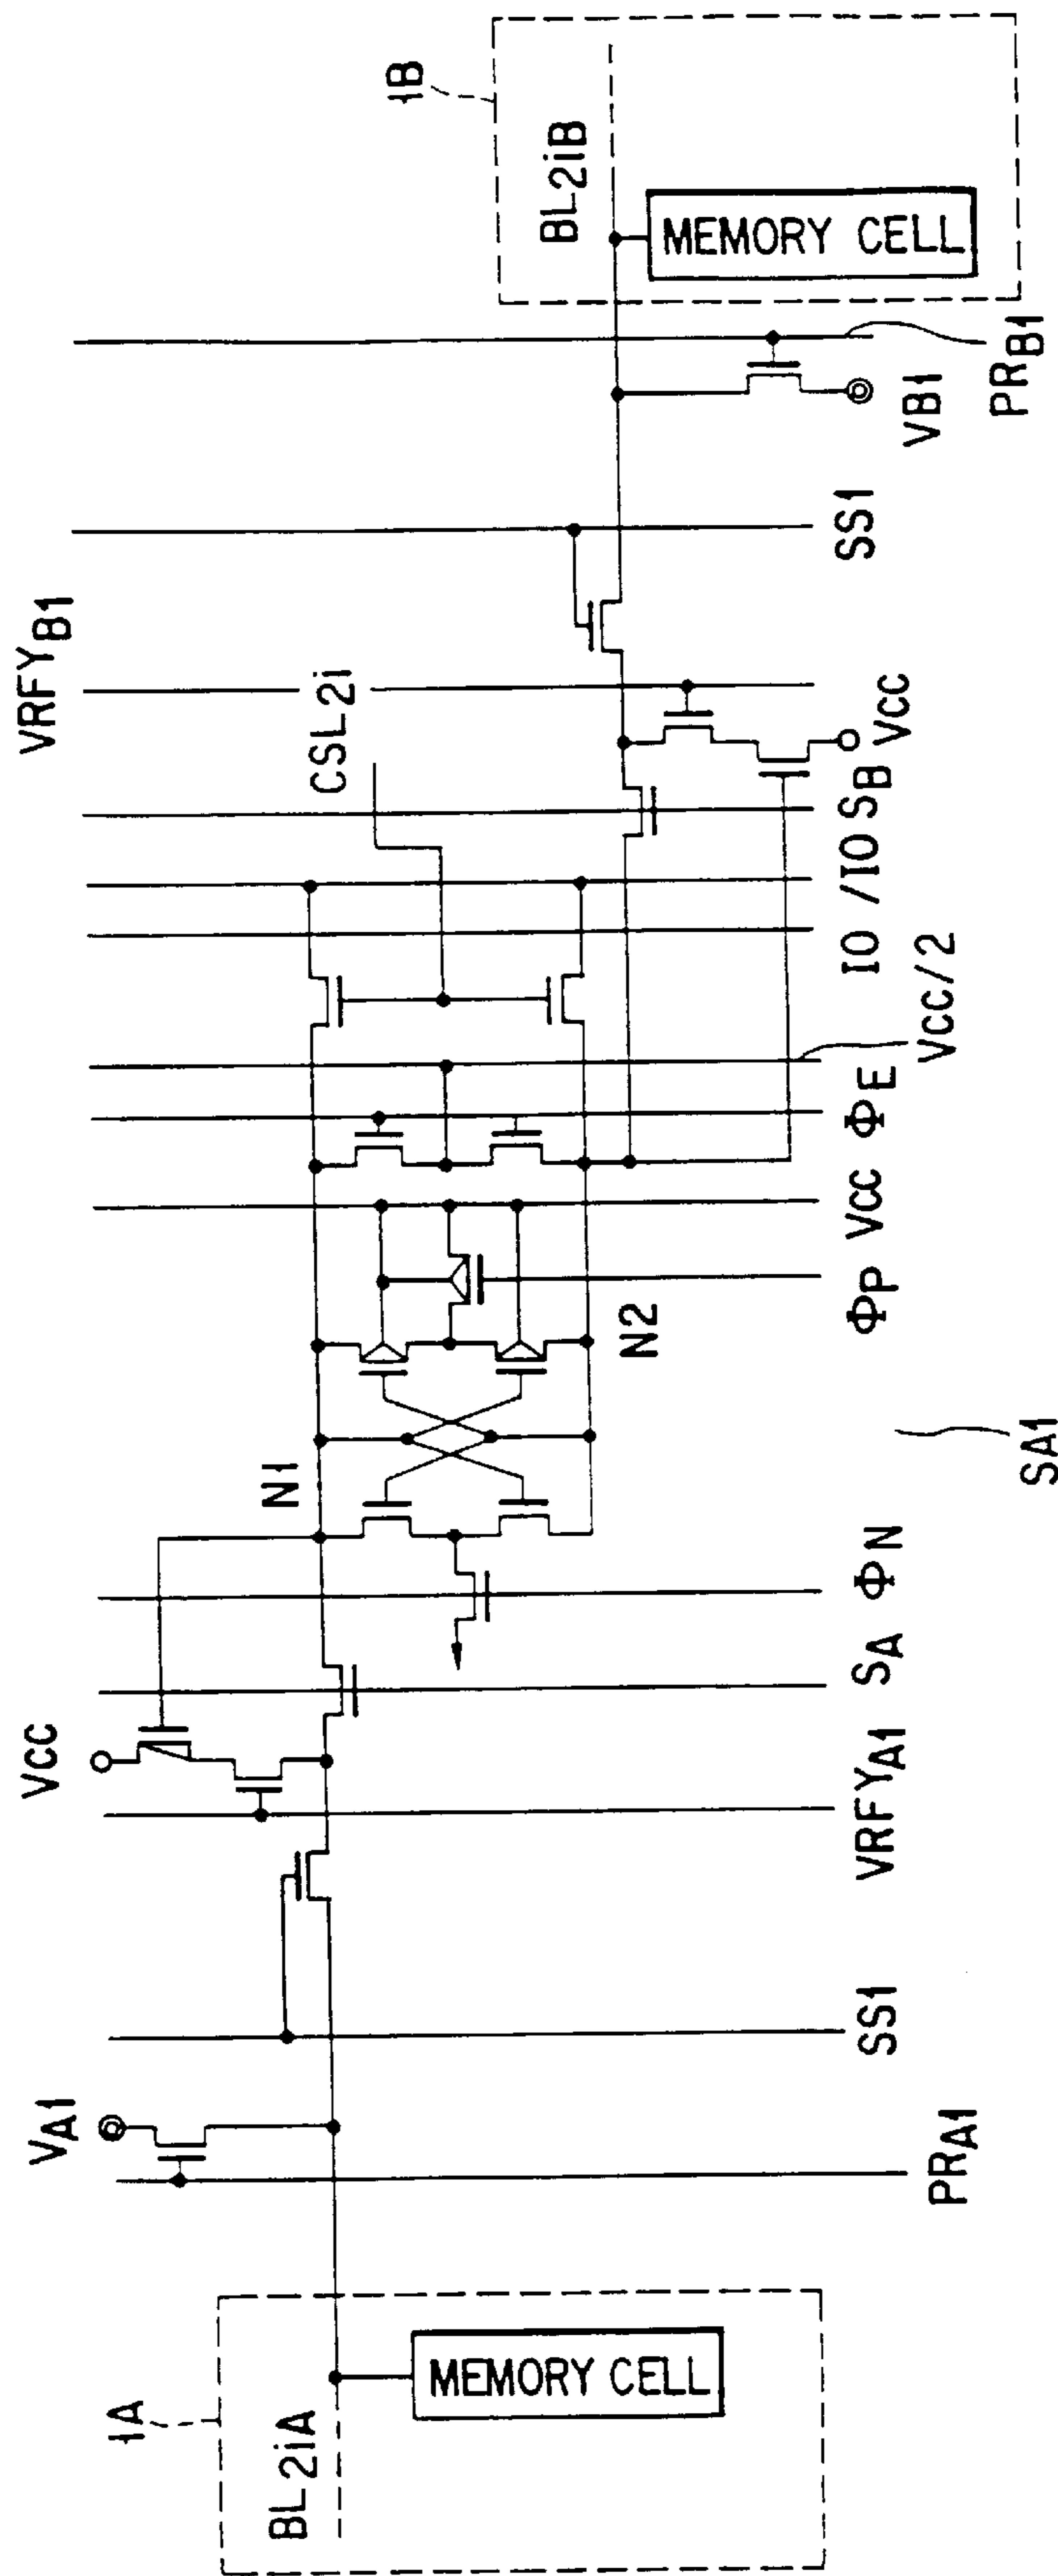 1A
BL2iA
MEMORY CELL
VA1
PRA1
SS1
VCC
VRFYA1
SA
ΦN
N1
SA1
N2
ΦP
VCC
ΦE
VCC/2
IO
/IO
CSL2i
SB
VRFYB1
VCC
SS1
VB1
PRB1
1B
BL2iB
MEMORY CELL